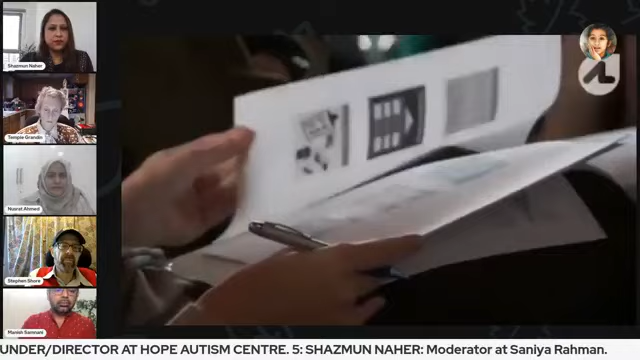 Shazmun Naher
Temple Grandin
Nusrat Ahmed
Stephen Shore
Manish Samnani
UNDER/DIRECTOR AT HOPE AUTISM CENTRE. 5: SHAZMUN NAHER: Moderator at Saniya Rahman.